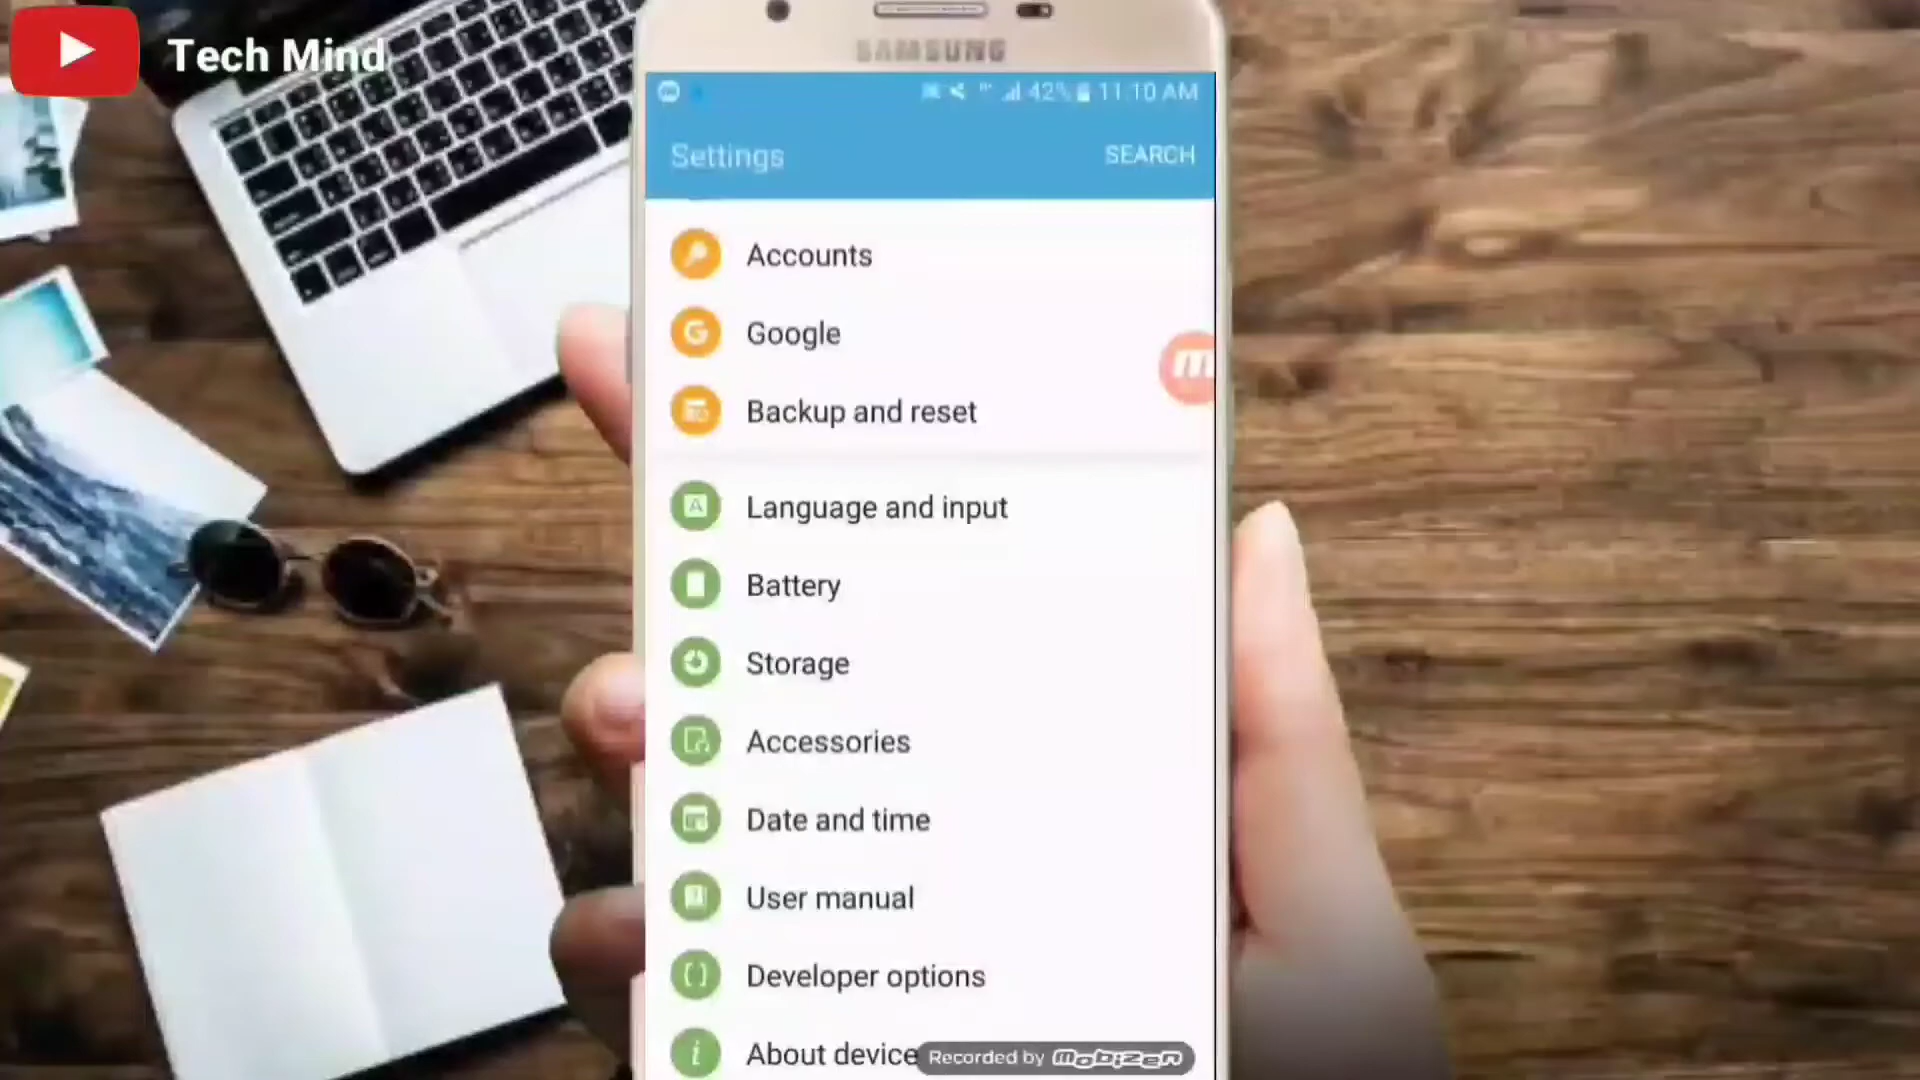 Tech Mind
SAMSUNG
42% 11:10 AM
Settings
SEARCH
Accounts
Google
Backup and reset
Language and input
Battery
Storage
Accessories
Date and time
User manual
Developer options
About device
Recorded by mobizen